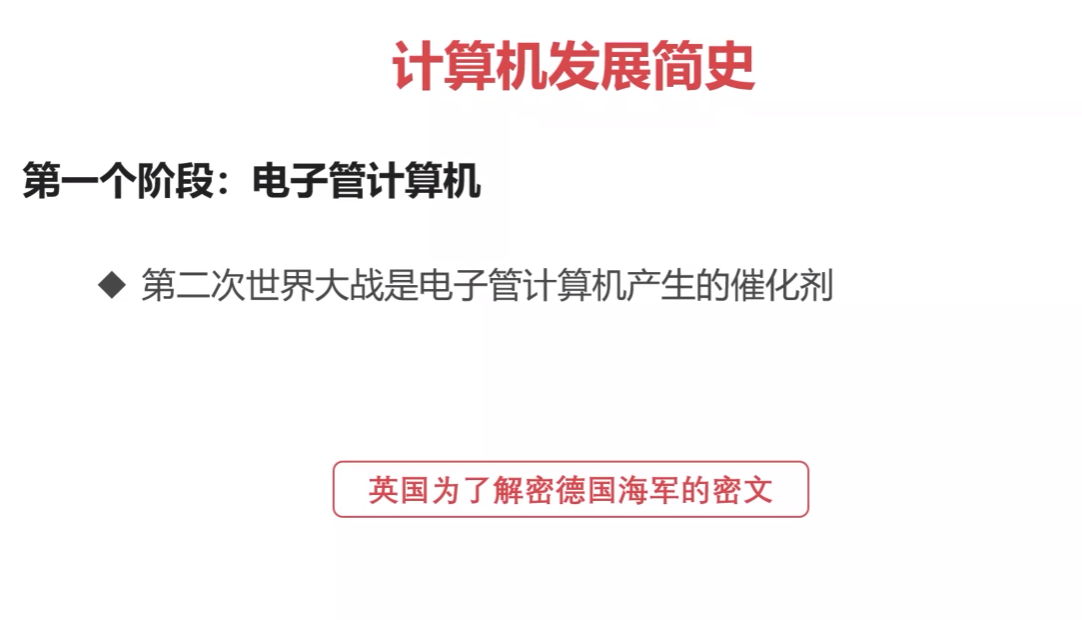 计算机发展简史
第一个阶段：电子管计算机
◆ 第二次世界大战是电子管计算机产生的催化剂
英国为了解密德国海军的密文